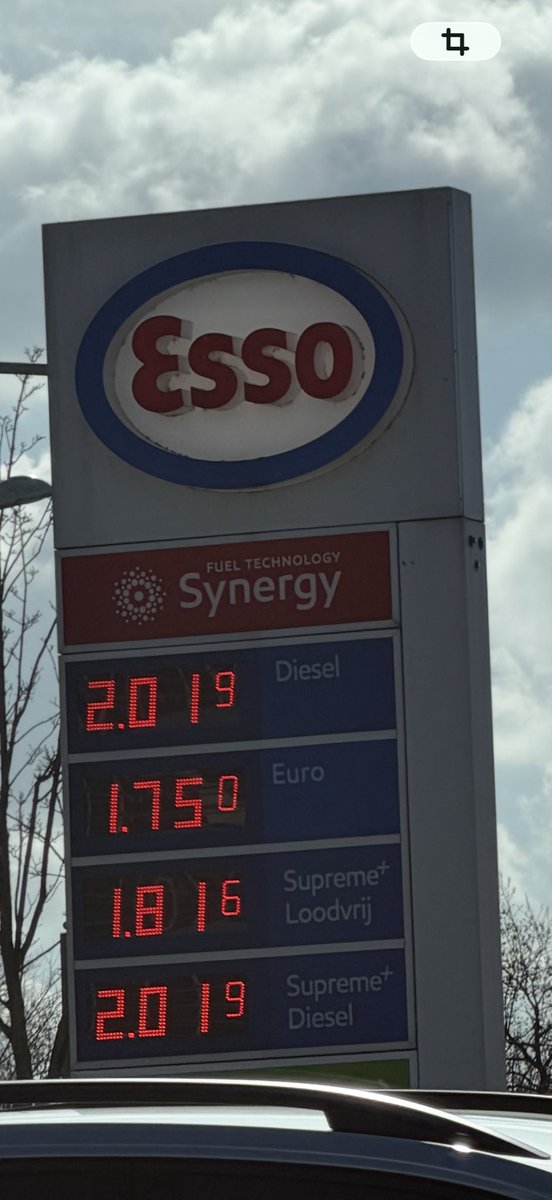 Esso
FUEL TECHNOLOGY
Synergy
2.019 Diesel
1.750 Euro
1.816 Supreme+
Loodvrij
2.019 Supreme+
Diesel